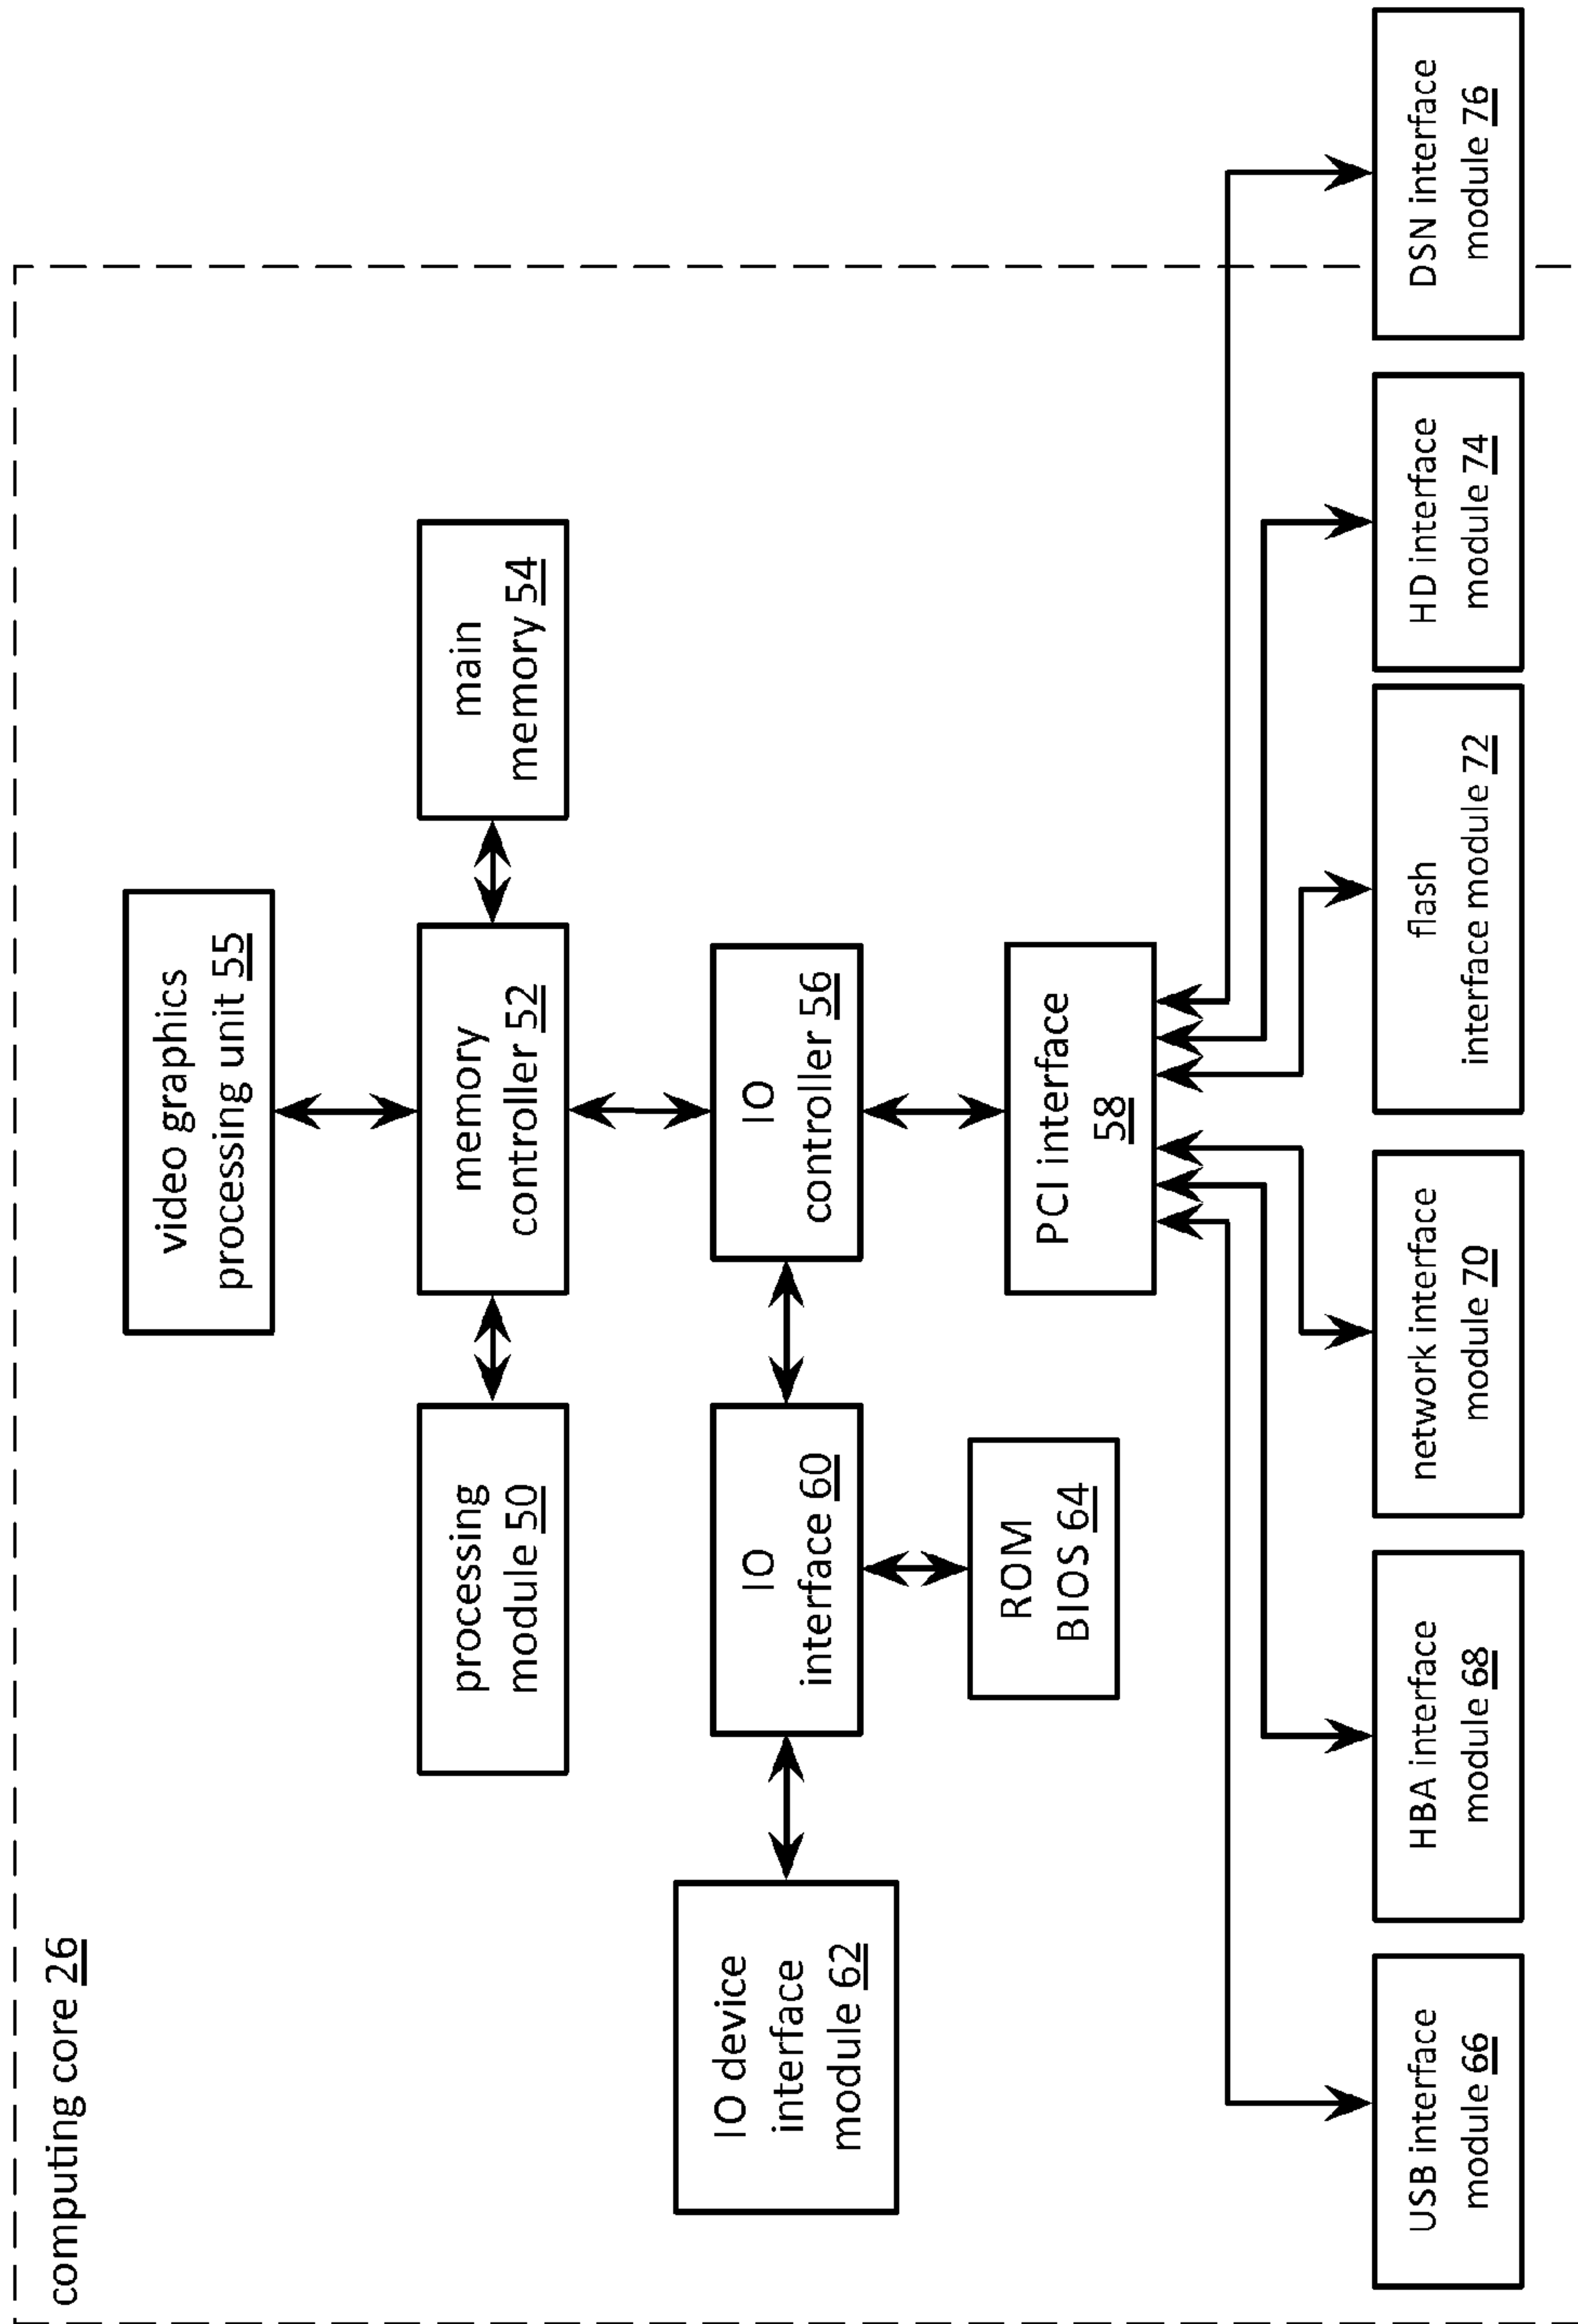 computing core 26
video graphics
processing unit 55
processing
module 50
memory
controller 52
main
memory 54
IO device
interface
module 62
IO
interface 60
IO
controller 56
ROM
BIOS 64
PCI interface
58
USB interface
module 66
HBA interface
module 68
network interface
module 70
flash
interface module 72
HD interface
module 74
DSN interface
module 76